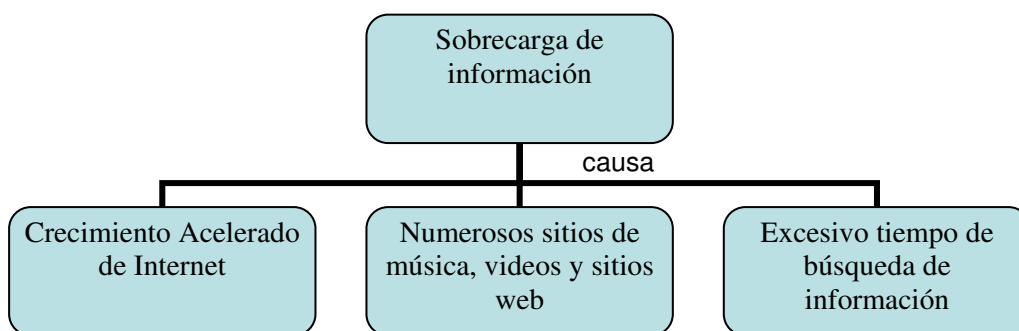 Sobrecarga de
información
causa
Crecimiento Acelerado
de Internet
Numerosos sitios de
música, videos y sitios
web
Excesivo tiempo de
búsqueda de
información